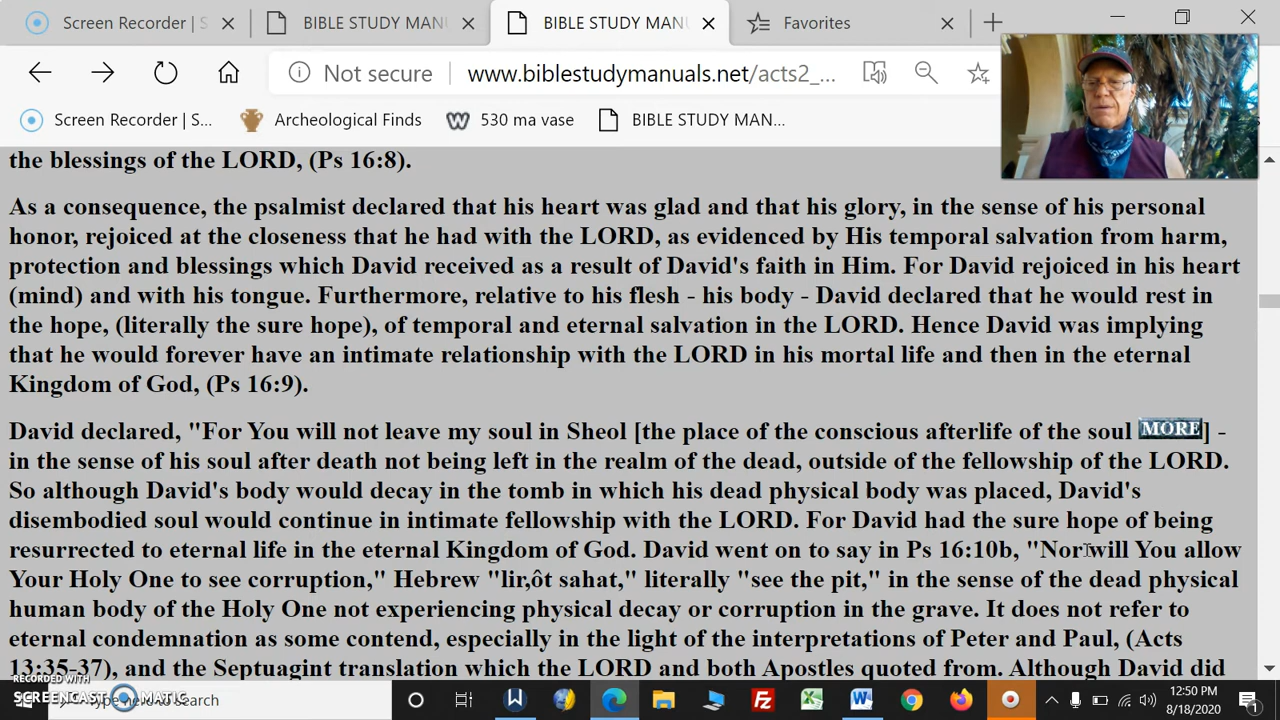 Screen Recorder | S
BIBLE STUDY MANU
BIBLE STUDY MANU
Favorites
Not secure
www.biblestudymanuals.net/acts2_...
Screen Recorder | S...
Archeological Finds
530 ma vase
BIBLE STUDY MAN...
the blessings of the LORD, (Ps 16:8).
As a consequence, the psalmist declared that his heart was glad and that his glory, in the sense of his personal
honor, rejoiced at the closeness that he had with the LORD, as evidenced by His temporal salvation from harm,
protection and blessings which David received as a result of David's faith in Him. For David rejoiced in his heart
(mind) and with his tongue. Furthermore, relative to his flesh - his body - David declared that he would rest in
the hope, (literally the sure hope), of temporal and eternal salvation in the LORD. Hence David was implying
that he would forever have an intimate relationship with the LORD in his mortal life and then in the eternal
Kingdom of God, (Ps 16:9).
David declared, "For You will not leave my soul in Sheol [the place of the conscious afterlife of the soul MORE] -
in the sense of his soul after death not being left in the realm of the dead, outside of the fellowship of the LORD.
So although David's body would decay in the tomb in which his dead physical body was placed, David's
disembodied soul would continue in intimate fellowship with the LORD. For David had the sure hope of being
resurrected to eternal life in the eternal Kingdom of God. David went on to say in Ps 16:10b, "Nor will You allow
Your Holy One to see corruption," Hebrew "lir,ôt sahat," literally "see the pit," in the sense of the dead physical
human body of the Holy One not experiencing physical decay or corruption in the grave. It does not refer to
eternal condemnation as some contend, especially in the light of the interpretations of Peter and Paul, (Acts
13:35-37), and the Septuagint translation which the LORD and both Apostles quoted from. Although David did
RECORDED WITH
SCREENCAST MATIC
Type here to search
12:50 PM
8/18/2020